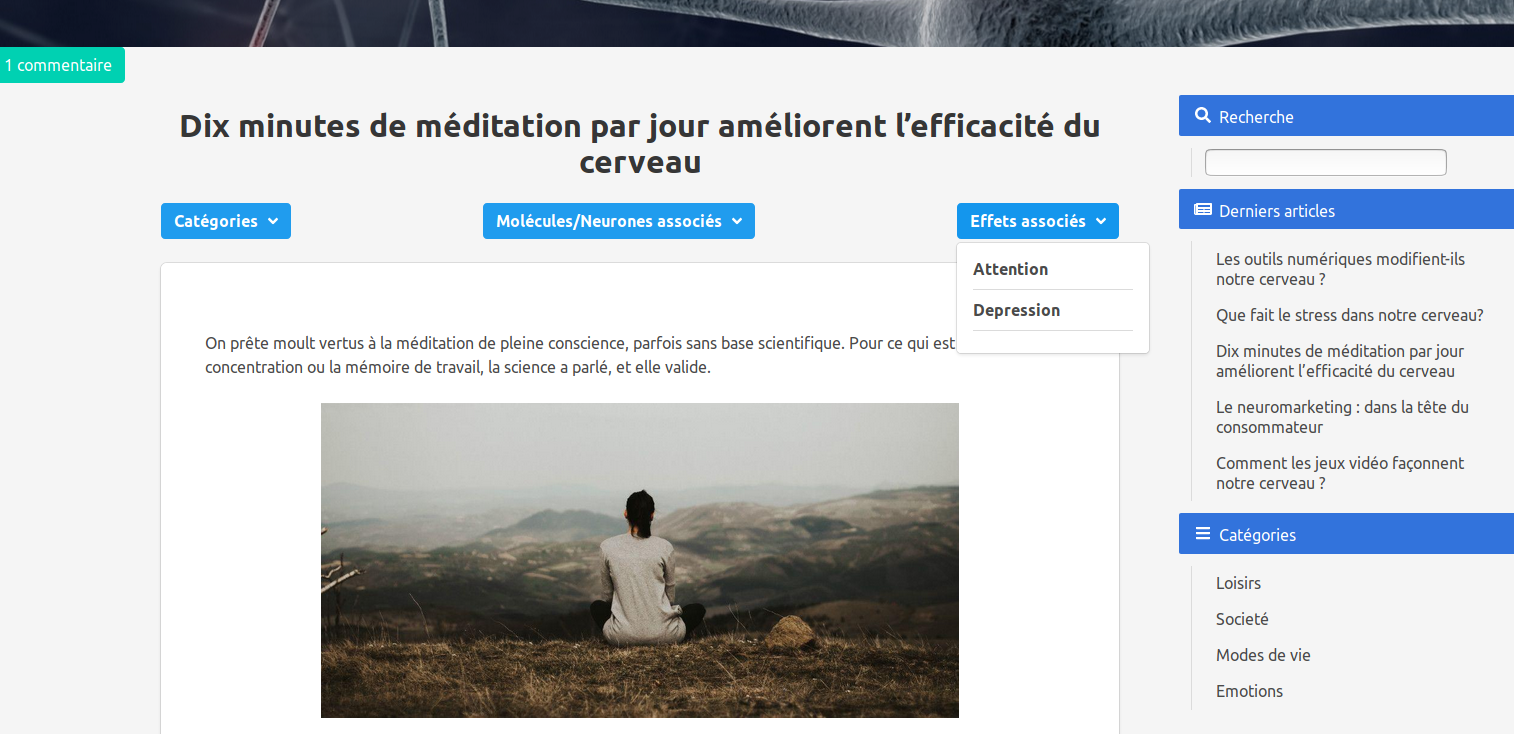 1 commentaire
Dix minutes de méditation par jour améliorent l’efficacité du
cerveau
Catégories
Molécules/Neurones associés
Effets associés
Attention
Depression
On prête moult vertus à la méditation de pleine conscience, parfois sans base scientifique. Pour ce qui est
concentration ou la mémoire de travail, la science a parlé, et elle valide.
Recherche
Derniers articles
Les outils numériques modifient-ils
notre cerveau ?
Que fait le stress dans notre cerveau?
Dix minutes de méditation par jour
améliorent l’efficacité du cerveau
Le neuromarketing : dans la tête du
consommateur
Comment les jeux vidéo façonnent
notre cerveau ?
Catégories
Loisirs
Societé
Modes de vie
Emotions